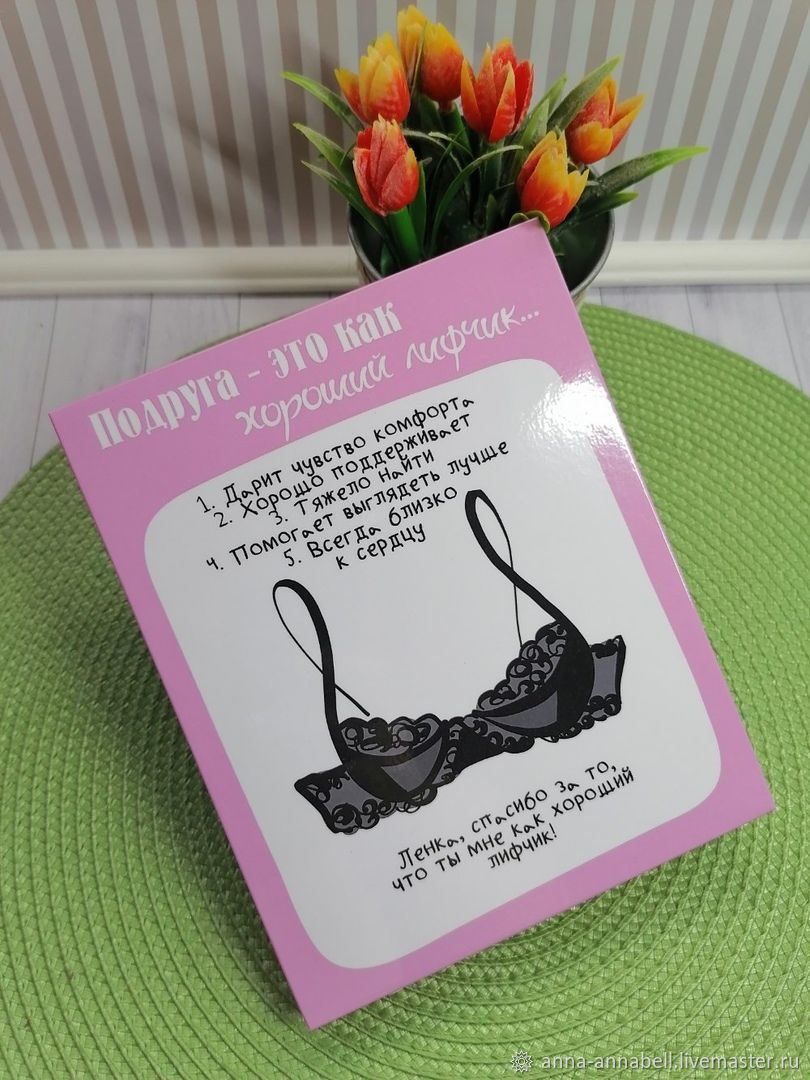 Подруга - это как
хороший лифчик...
1. Дарит чувство комфорта
2. Хорошо поддерживает
3. Тяжело найти
4. Помогает выглядеть лучше
5. Всегда близко
к сердцу
Ленка, спасибо за то,
что ты мне как хороший
лифчик!
anna-annabell.livemaster.ru